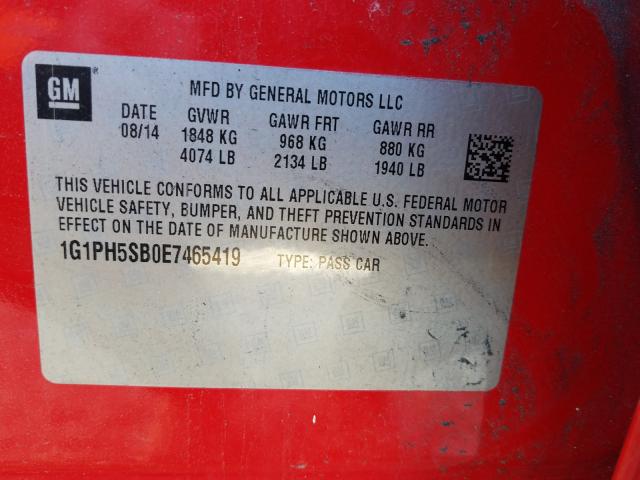 GM
MFD BY GENERAL MOTORS LLC
DATE GVWR GAWR FRT GAWR RR
08/14 1848 KG 968 KG 880 KG
4074 LB 2134 LB 1940 LB
THIS VEHICLE CONFORMS TO ALL APPLICABLE U.S. FEDERAL MOTOR
VEHICLE SAFETY, BUMPER, AND THEFT PREVENTION STANDARDS IN
EFFECT ON THE DATE OF MANUFACTURE SHOWN ABOVE.
1G1PH5SB0E7465419 TYPE: PASS CAR